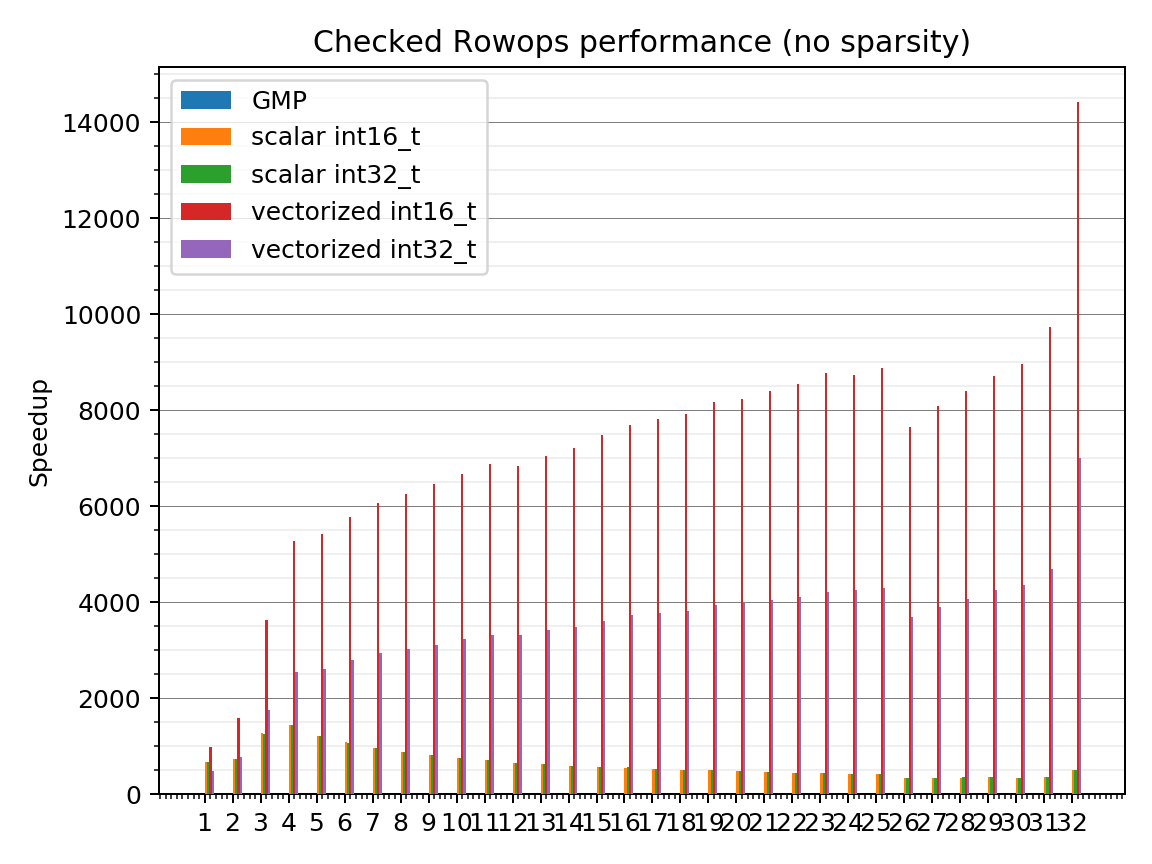 Checked Rowops performance (no sparsity)
GMP
scalar int16_t
scalar int32_t
vectorized int16_t
vectorized int32_t
Speedup
14000
12000
10000
8000
6000
4000
2000
0
1 2 3 4 5 6 7 8 9 10 11 12 13 14 15 16 17 18 19 20 21 22 23 24 25 26 27 28 29 30 31 32